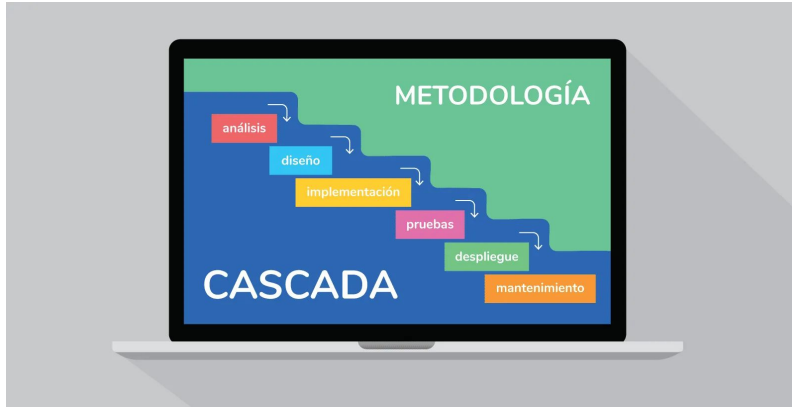 METODOLOGÍA
análisis
diseño
implementación
pruebas
despliegue
CASCADA
mantenimiento